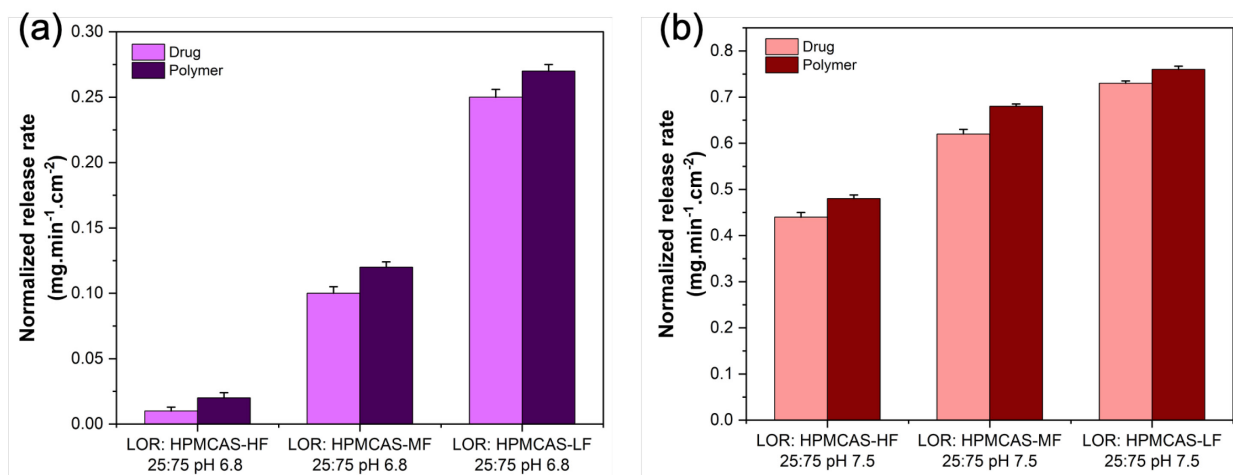 (a)
Normalized release rate
(mg.min⁻¹.cm⁻²)
0.30
0.25
0.20
0.15
0.10
0.05
0.00
Drug
Polymer
LOR: HPMCAS-HF
25:75 pH 6.8
LOR: HPMCAS-MF
25:75 pH 6.8
LOR: HPMCAS-LF
25:75 pH 6.8
(b)
Normalized release rate
(mg.min⁻¹.cm⁻²)
0.8
0.7
0.6
0.5
0.4
0.3
0.2
0.1
0.0
Drug
Polymer
LOR: HPMCAS-HF
25:75 pH 7.5
LOR: HPMCAS-MF
25:75 pH 7.5
LOR: HPMCAS-LF
25:75 pH 7.5